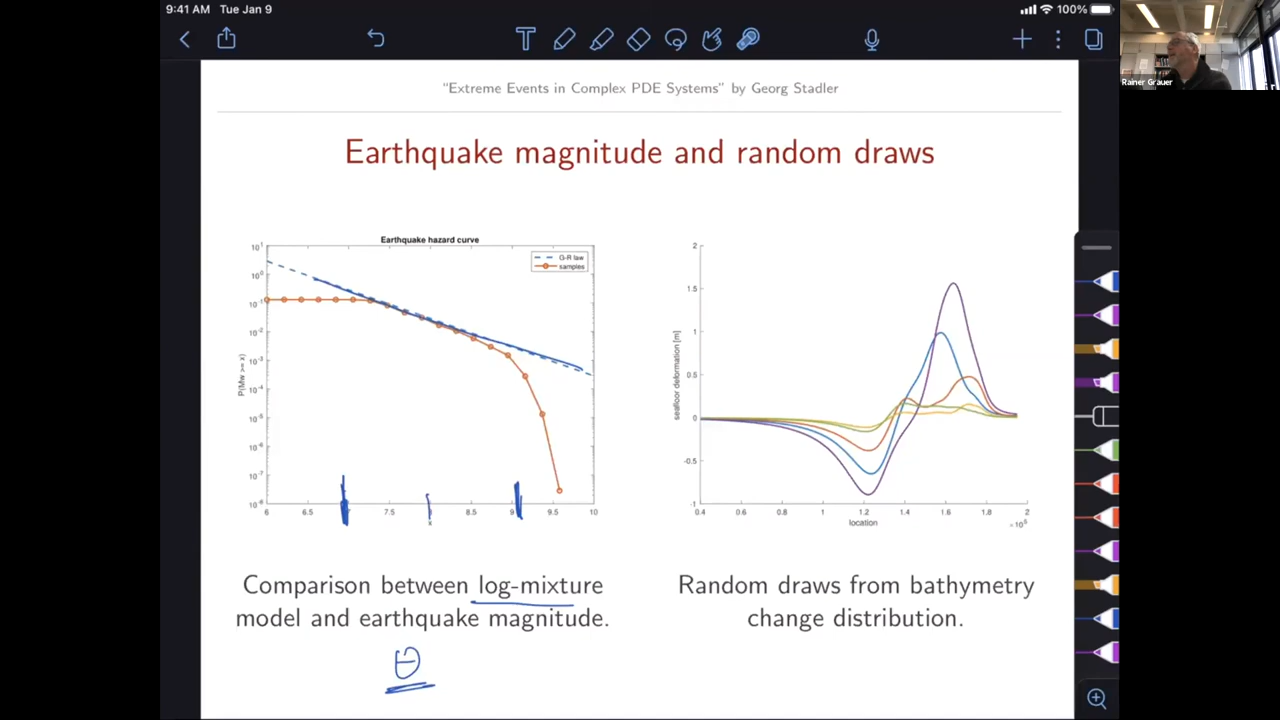 9:41 AM Tue Jan 9
100%
Rainer Grauer
"Extreme Events in Complex PDE Systems" by Georg Stadler
Earthquake magnitude and random draws
Earthquake hazard curve
G-R law
samples
P(Mw >= x)
10^1
10^0
10^-1
10^-2
10^-3
10^-4
10^-5
10^-6
10^-7
10^-8
6 6.5 7.5 8.5 9 9.5 10
x
seafloor deformation [m]
2
1.5
1
0.5
0
-0.5
-1
0.4 0.6 0.8 1 1.2 1.4 1.6 1.8 2
×10^5
location
Comparison between log-mixture
model and earthquake magnitude.
Random draws from bathymetry
change distribution.
Θ